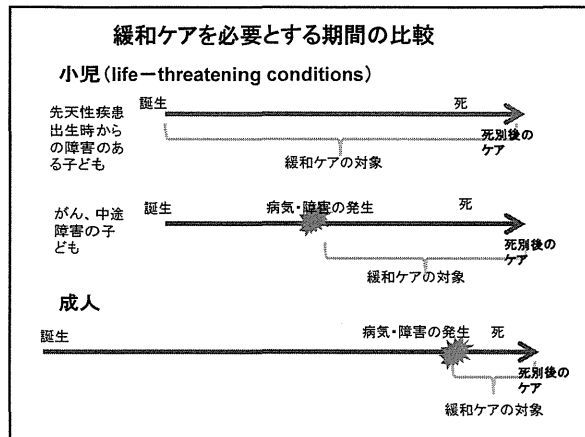 緩和ケアを必要とする期間の比較
小児(life-threatening conditions)
先天性疾患
出生時から
の障害のあ
る子ども
誕生
死
死別後の
ケア
緩和ケアの対象
がん、中途
障害の子
ども
誕生
病気・障害の発生
死
死別後の
ケア
緩和ケアの対象
成人
誕生
病気・障害の発生
死
死別後の
ケア
緩和ケアの対象